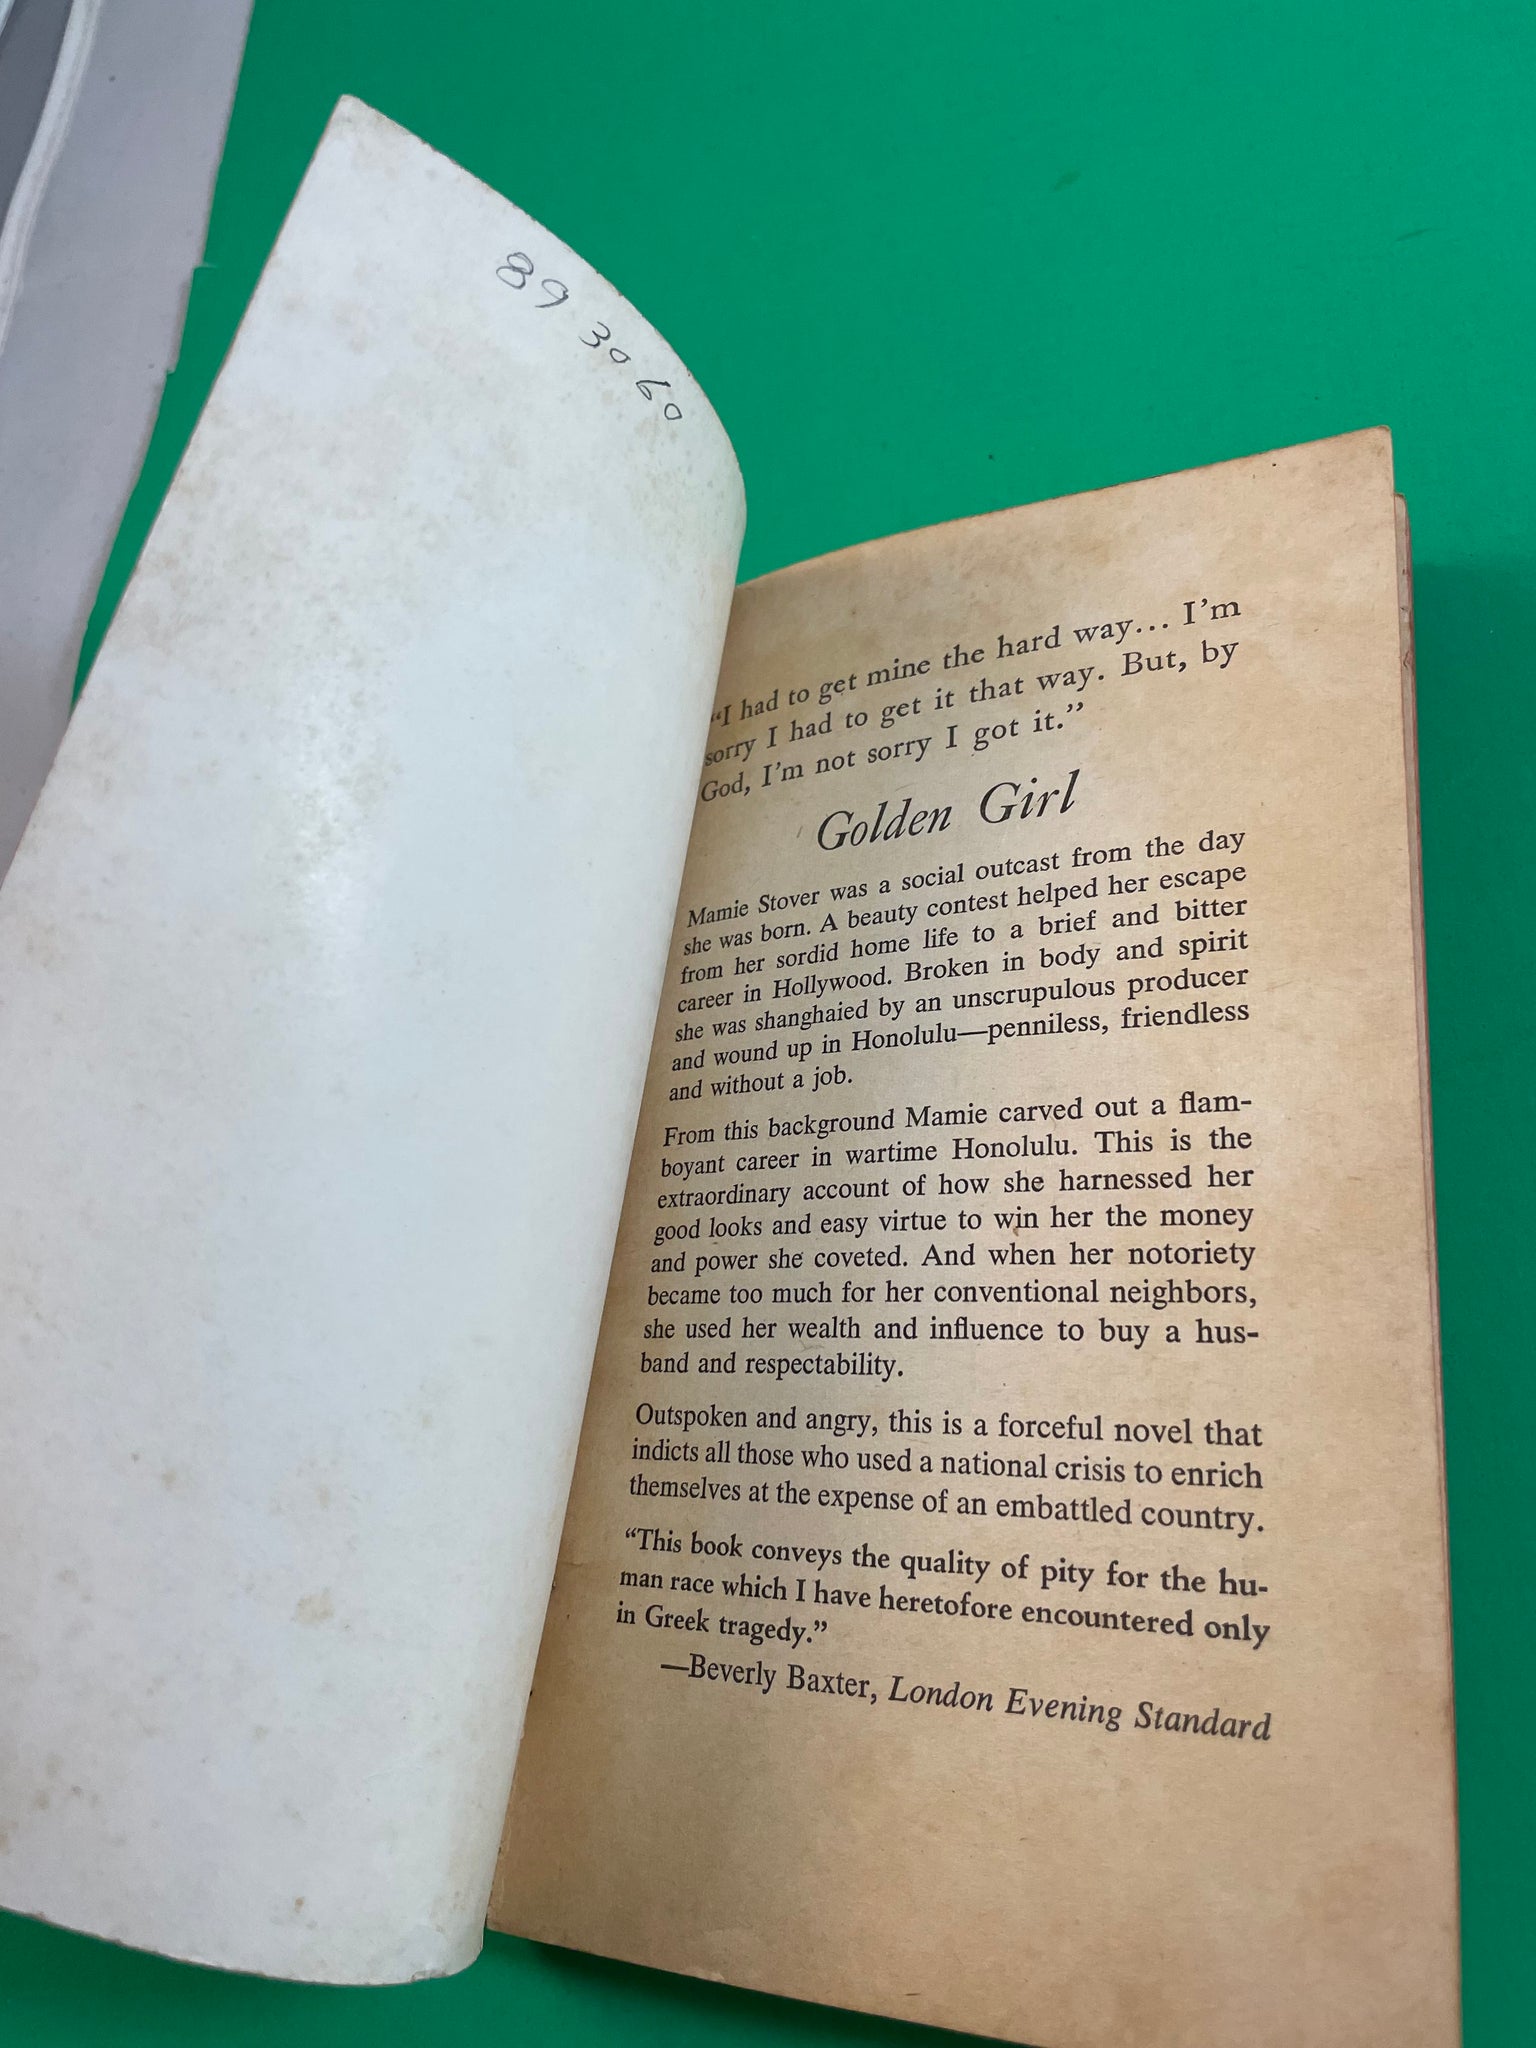 89 30 60
“I had to get mine the hard way... I’m
sorry I had to get it that way. But, by
God, I’m not sorry I got it.”
Golden Girl
Mamie Stover was a social outcast from the day
she was born. A beauty contest helped her escape
from her sordid home life to a brief and bitter
career in Hollywood. Broken in body and spirit
she was shanghaied by an unscrupulous producer
and wound up in Honolulu—penniless, friendless
and without a job.
From this background Mamie carved out a flam-
boyant career in wartime Honolulu. This is the
extraordinary account of how she harnessed her
good looks and easy virtue to win her the money
and power she coveted. And when her notoriety
became too much for her conventional neighbors,
she used her wealth and influence to buy a hus-
band and respectability.
Outspoken and angry, this is a forceful novel that
indicts all those who used a national crisis to enrich
themselves at the expense of an embattled country.
“This book conveys the quality of pity for the hu-
man race which I have heretofore encountered only
in Greek tragedy.”
—Beverly Baxter, London Evening Standard